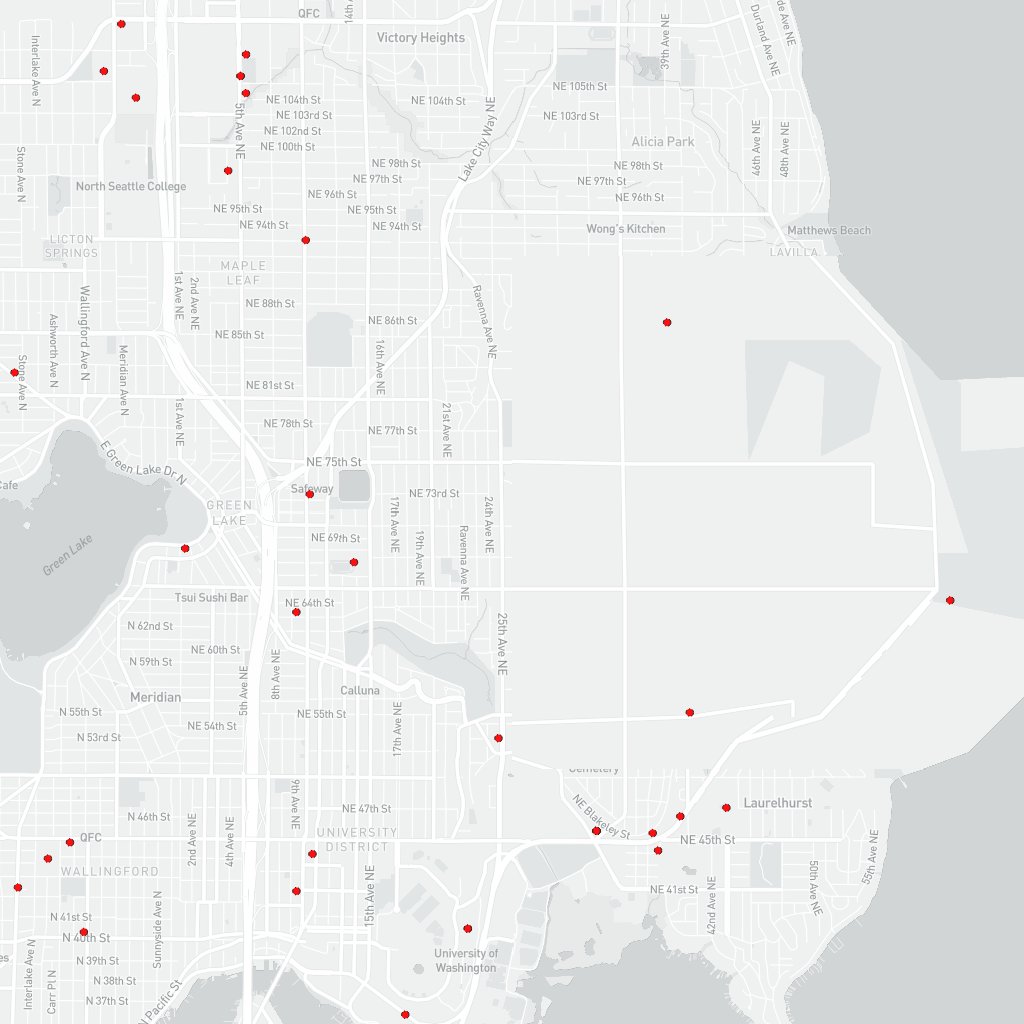 QFC
14th A
Victory Heights
Interlake Ave N
39th Ave NE
Durland Ave NE
de Ave NE
NE 104th St
NE 104th St
NE 105th St
NE 103rd St
NE 103rd St
5th Ave NE
NE 102nd St
NE 100th St
Lake City Way NE
Alicia Park
46th Ave NE
48th Ave NE
Stone Ave N
NE 98th St
NE 98th St
NE 97th St
NE 97th St
North Seattle College
NE 96th St
NE 96th St
NE 95th St
NE 95th St
NE 94th St
NE 94th St
Wong's Kitchen
Matthews Beach
LICTON
SPRINGS
LAVILLA
MAPLE
LEAF
1st Ave NE
2nd Ave NE
Wallingford Ave N
NE 88th St
Ravenna Ave NE
NE 86th St
Ashworth Ave N
Meridian Ave N
NE 85th St
16th Ave NE
Stone Ave N
NE 81st St
1st Ave NE
21st Ave NE
NE 78th St
NE 77th St
E Green Lake Dr N
NE 75th St
Cafe
Safeway
NE 73rd St
GREEN
LAKE
17th Ave NE
24th Ave NE
19th Ave NE
Ravenna Ave NE
NE 69th St
Green Lake
Tsui Sushi Bar
NE 64th St
N 62nd St
25th Ave NE
NE 60th St
N 59th St
8th Ave NE
5th Ave NE
Meridian
Calluna
N 55th St
NE 55th St
17th Ave NE
NE 54th St
N 53rd St
Cemetery
9th Ave NE
NE 47th St
NE Blakeley St
Laurelhurst
N 46th St
2nd Ave NE
4th Ave NE
UNIVERSITY
DISTRICT
QFC
NE 45th St
55th Ave NE
WALLINGFORD
15th Ave NE
50th Ave NE
NE 41st St
42nd Ave NE
Sunnyside Ave N
N 41st St
N 40th St
Interlake Ave N
Carr Pl N
N 39th St
University of
Washington
N 38th St
N 37th St
N Pacific St